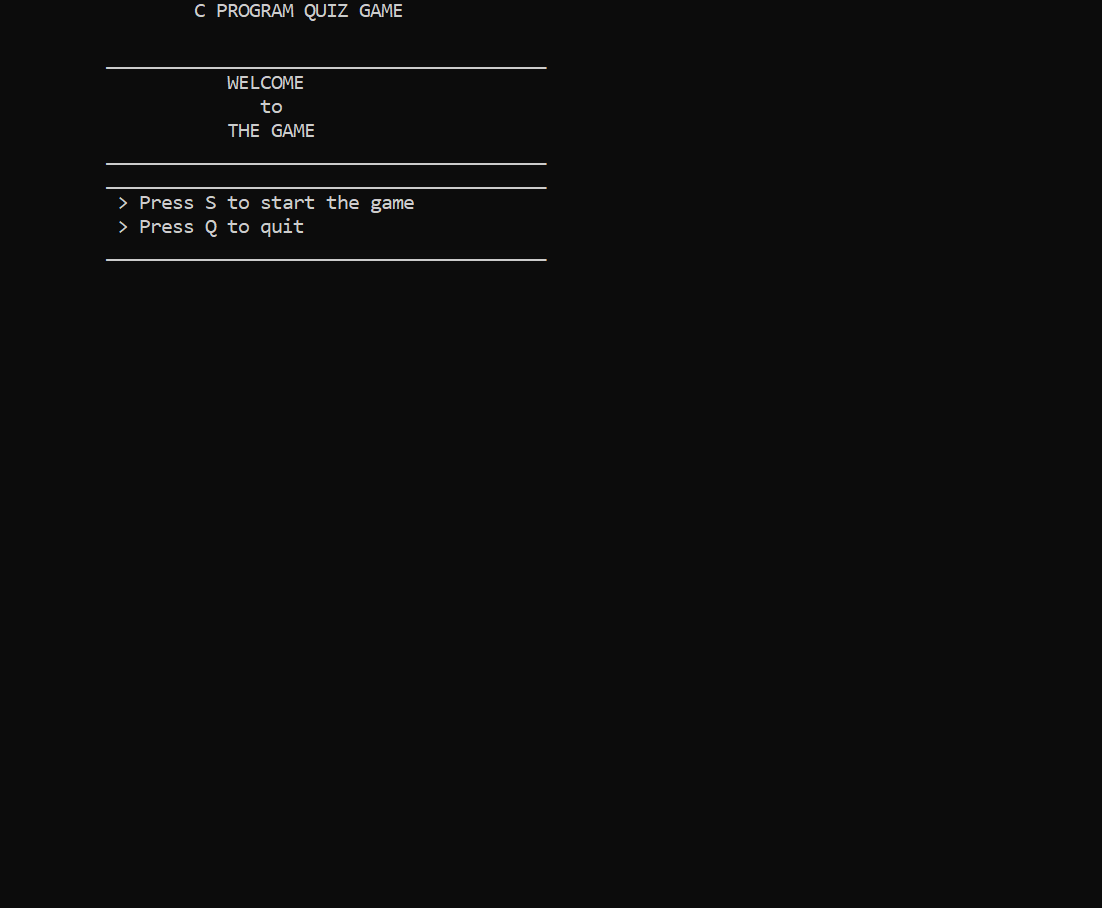 C PROGRAM QUIZ GAME
WELCOME
to
THE GAME
> Press S to start the game
> Press Q to quit